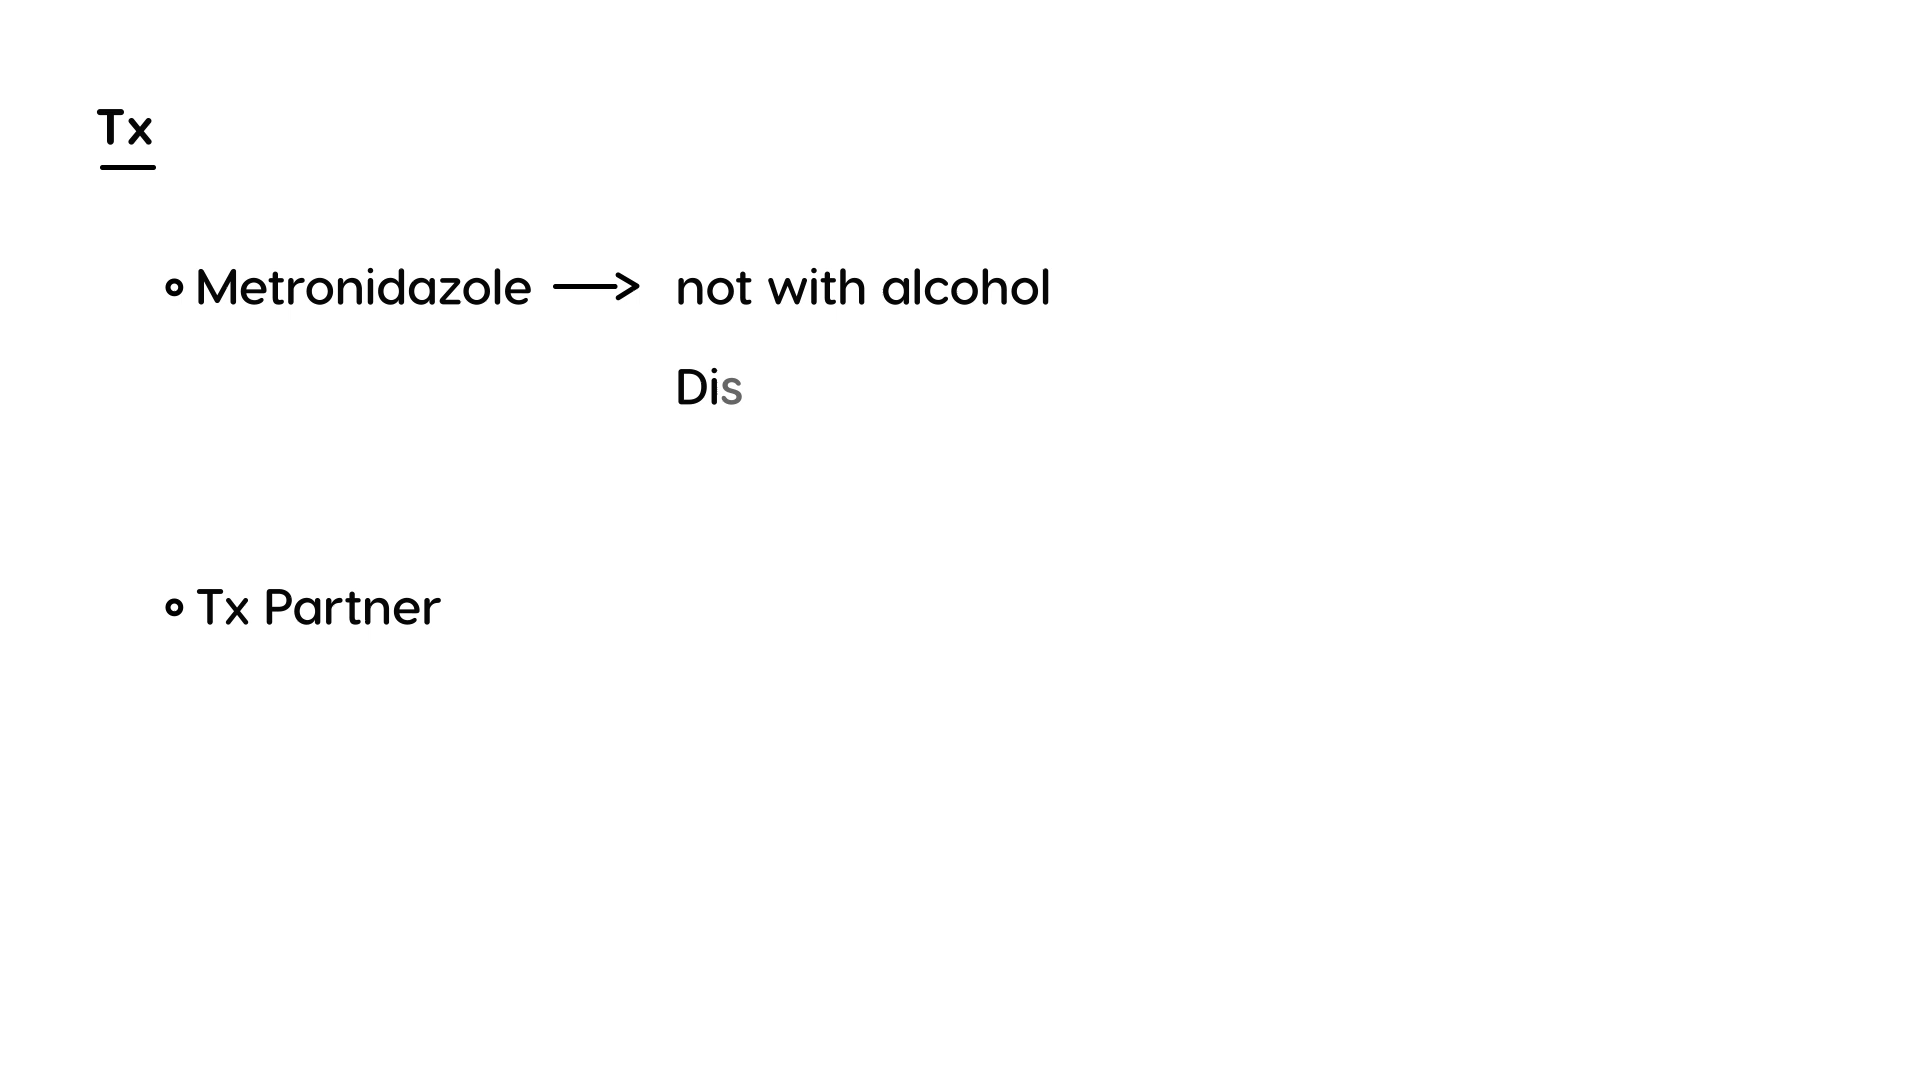 Tx
Metronidazole → not with alcohol
Dis
Tx Partner